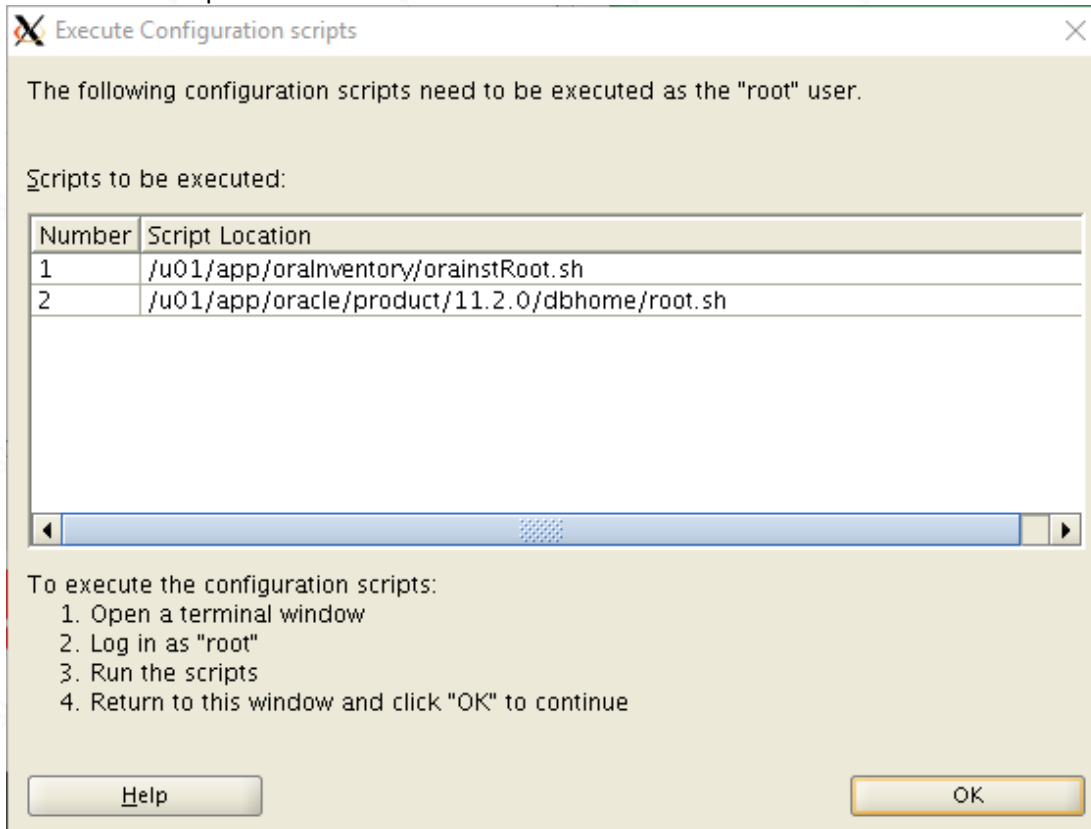 Execute Configuration scripts
The following configuration scripts need to be executed as the "root" user.
Scripts to be executed:
Number Script Location
1 /u01/app/oraInventory/orainstRoot.sh
2 /u01/app/oracle/product/11.2.0/dbhome/root.sh
To execute the configuration scripts:
1. Open a terminal window
2. Log in as "root"
3. Run the scripts
4. Return to this window and click "OK" to continue
Help OK